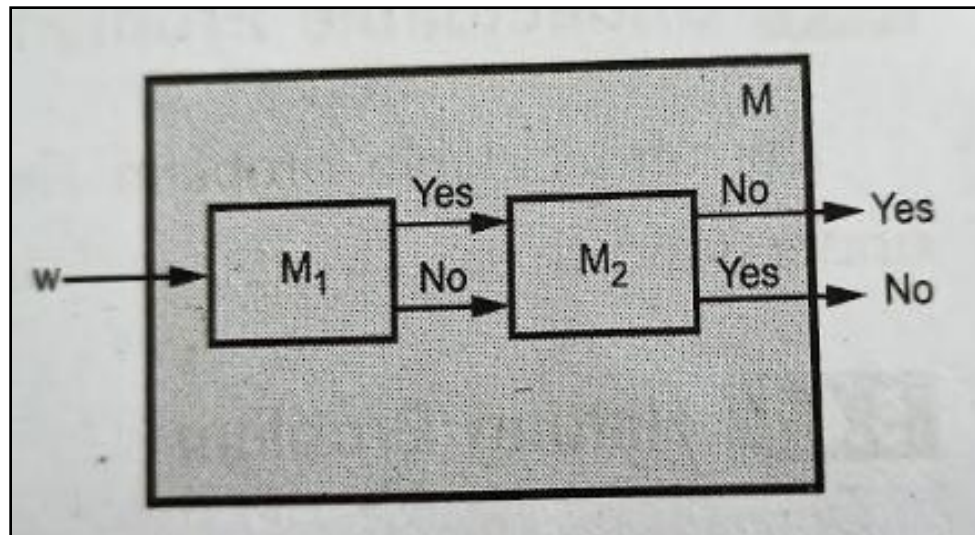 M
Yes No Yes
w M₁ M₂
No Yes No